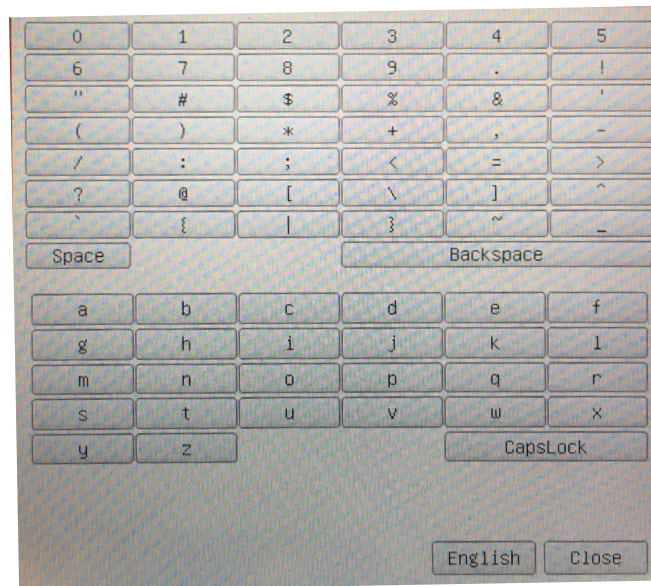 0 1 2 3 4 5
6 7 8 9 . !
" # $ % & '
( ) * + , -
/ : ; < = >
? @ [ \ ] ^
` { | } ~ _
Space Backspace
a b c d e f
g h i j k l
m n o p q r
s t u v w x
y z CapsLock
English Close